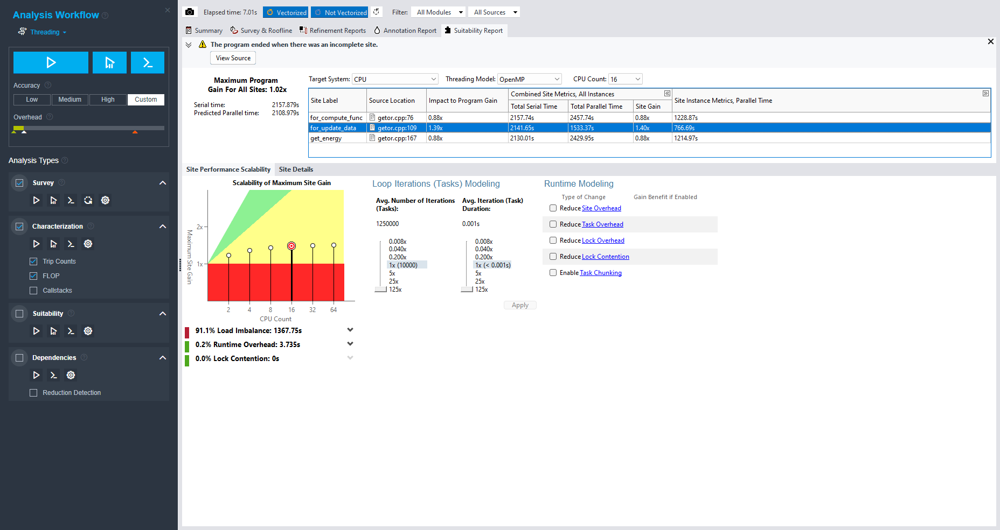 Analysis Workflow
Threading
Accuracy
Low Medium High Custom
Overhead
Analysis Types
Survey
Characterization
Trip Counts
FLOP
Callstacks
Suitability
Dependencies
Reduction Detection
Elapsed time: 7.01s Vectorized Not Vectorized Filter: All Modules All Sources
Summary Survey & Roofline Refinement Reports Annotation Report Suitability Report
The program ended when there was an incomplete site.
View Source
Maximum Program
Gain For All Sites: 1.02x
Serial time: 2157.879s
Predicted Parallel time: 2108.979s
Target System: CPU Threading Model: OpenMP CPU Count: 16
Site Label Source Location Impact to Program Gain Combined Site Metrics, All Instances Site Instance Metrics, Parallel Time
Total Serial Time Total Parallel Time Site Gain
for_compute_func getor.cpp:76 0.88x 2157.74s 2457.74s 0.88x 1228.87s
for_update_data getor.cpp:109 1.39x 2141.65s 1533.37s 1.40x 766.69s
get_energy getor.cpp:167 0.88x 2130.01s 2429.95s 0.88x 1214.97s
Site Performance Scalability Site Details
Scalability of Maximum Site Gain
Maximum Site Gain
2x
1x
2 4 8 16 32 64
CPU Count
91.1% Load Imbalance: 1367.75s
0.2% Runtime Overhead: 3.735s
0.0% Lock Contention: 0s
Loop Iterations (Tasks) Modeling
Avg. Number of Iterations (Tasks):
1250000
0.008x
0.040x
0.200x
1x (10000)
5x
25x
125x
Avg. Iteration (Task) Duration:
0.001s
0.008x
0.040x
0.200x
1x (< 0.001s)
5x
25x
125x
Apply
Runtime Modeling
Type of Change Gain Benefit if Enabled
Reduce Site Overhead
Reduce Task Overhead
Reduce Lock Overhead
Reduce Lock Contention
Enable Task Chunking